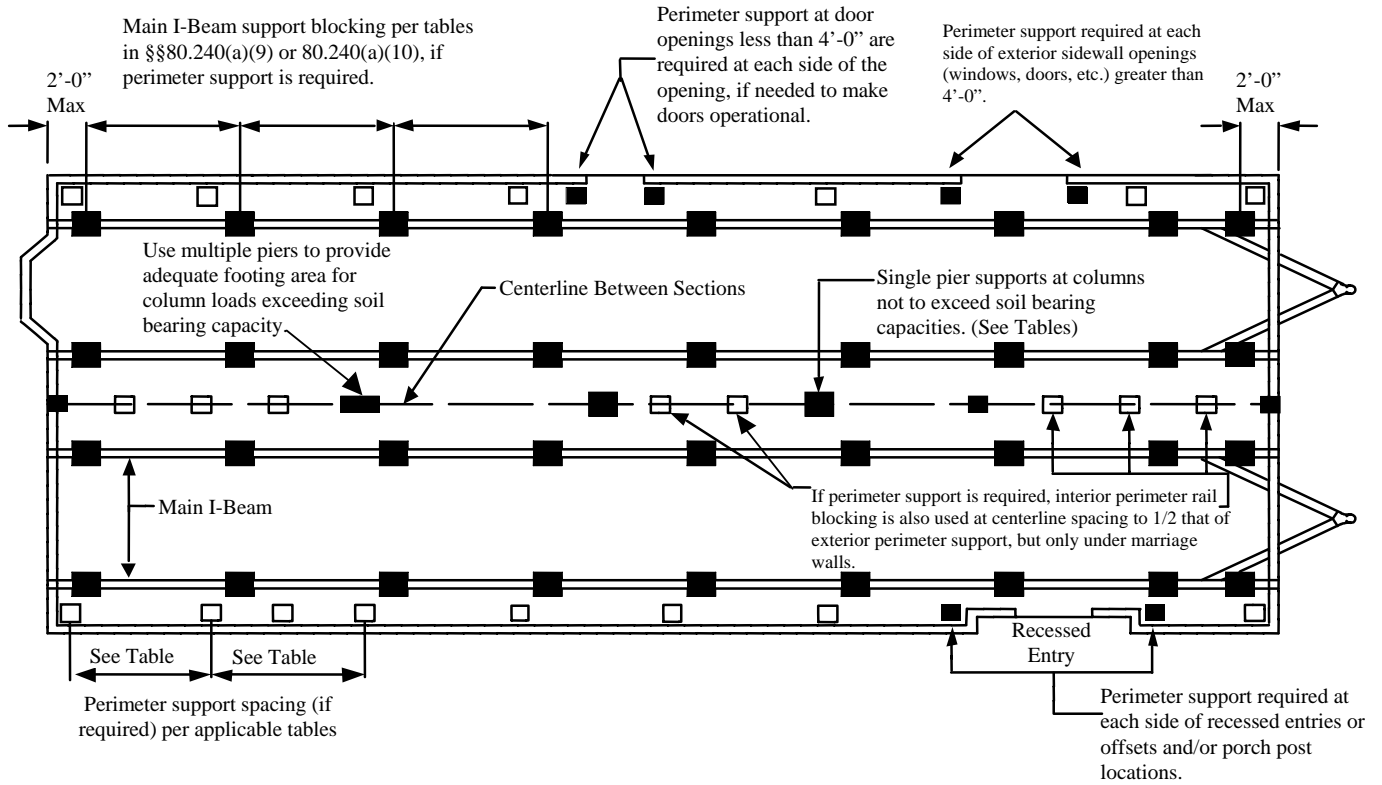 Main I-Beam support blocking per tables
in §§80.240(a)(9) or 80.240(a)(10), if
perimeter support is required.
2’-0”
Max
Perimeter support at door
openings less than 4’-0” are
required at each side of the
opening, if needed to make
doors operational.
Perimeter support required at each
side of exterior sidewall openings
(windows, doors, etc.) greater than
4’-0”.
2’-0”
Max
Use multiple piers to provide
adequate footing area for
column loads exceeding soil
bearing capacity.
Centerline Between Sections
Single pier supports at columns
not to exceed soil bearing
capacities. (See Tables)
Main I-Beam
If perimeter support is required, interior perimeter rail
blocking is also used at centerline spacing to 1/2 that of
exterior perimeter support, but only under marriage
walls.
Recessed
Entry
See Table
See Table
Perimeter support spacing (if
required) per applicable tables
Perimeter support required at
each side of recessed entries or
offsets and/or porch post
locations.